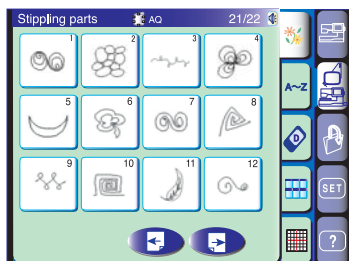 Stippling parts AQ 21/22
1 2 3 4
A~Z
5 6 7 8
D
9 10 11 12
SET
?